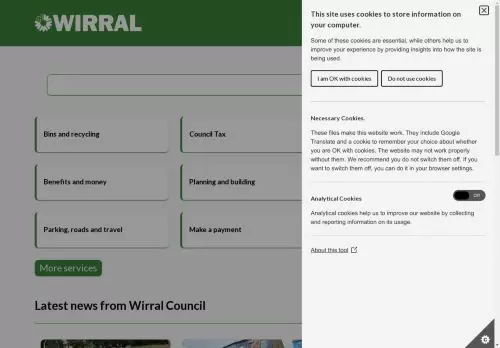 WIRRAL
Bins and recycling
Council Tax
Benefits and money
Planning and building
Parking, roads and travel
Make a payment
More services
Latest news from Wirral Council
This site uses cookies to store information on
your computer.
Some of these cookies are essential, while others help us to
improve your experience by providing insights into how the site is
being used.
I am OK with cookies
Do not use cookies
Necessary Cookies.
These files make this website work. They include Google
Translate and a cookie to remember your choice about whether
you are OK with cookies. The website may not work properly
without them. We recommend you do not switch them off. If you
want to switch them off, you can do it in your browser settings.
Analytical Cookies
Off
Analytical cookies help us to improve our website by collecting
and reporting information on its usage.
About this tool